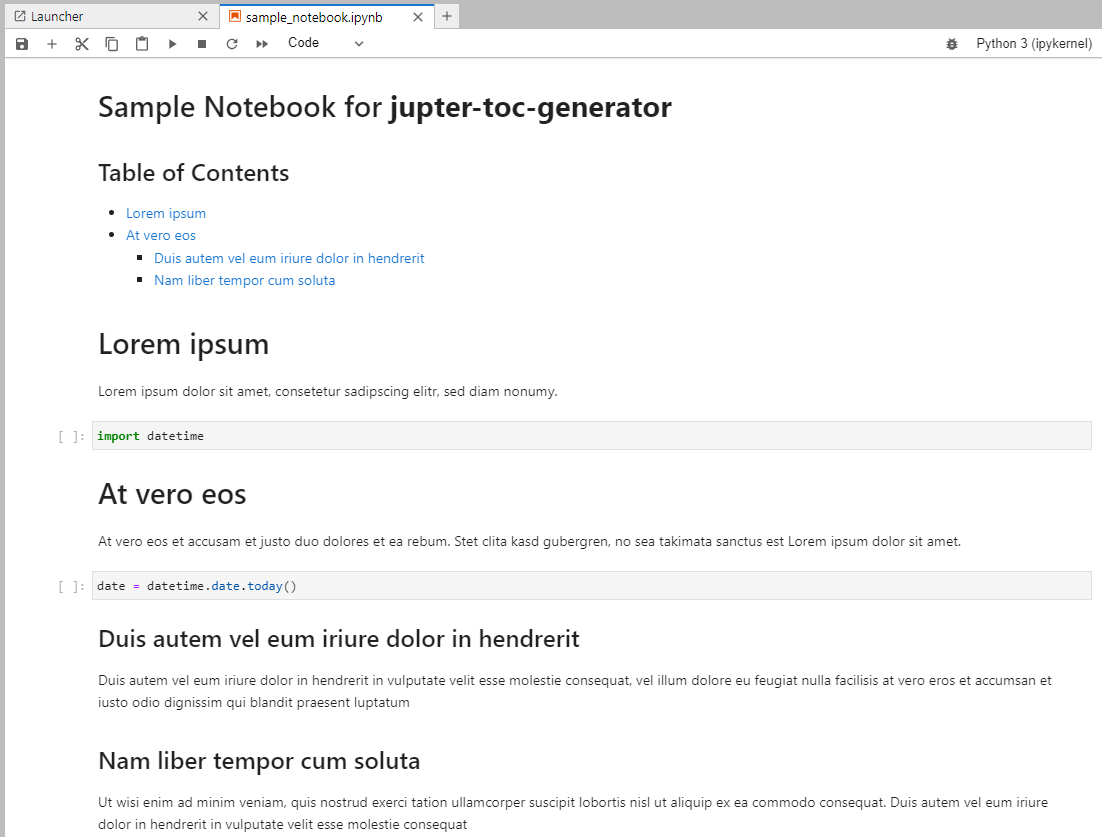 Launcher
sample_notebook.ipynb
Code
Python 3 (ipykernel)
Sample Notebook for jupter-toc-generator
Table of Contents
Lorem ipsum
At vero eos
Duis autem vel eum iriure dolor in hendrerit
Nam liber tempor cum soluta
Lorem ipsum
Lorem ipsum dolor sit amet, consetetur sadipscing elitr, sed diam nonumy.
[ ]: import datetime
At vero eos
At vero eos et accusam et justo duo dolores et ea rebum. Stet clita kasd gubergren, no sea takimata sanctus est Lorem ipsum dolor sit amet.
[ ]: date = datetime.date.today()
Duis autem vel eum iriure dolor in hendrerit
Duis autem vel eum iriure dolor in hendrerit in vulputate velit esse molestie consequat, vel illum dolore eu feugiat nulla facilisis at vero eros et accumsan et
iusto odio dignissim qui blandit praesent luptatum
Nam liber tempor cum soluta
Ut wisi enim ad minim veniam, quis nostrud exerci tation ullamcorper suscipit lobortis nisl ut aliquip ex ea commodo consequat. Duis autem vel eum iriure
dolor in hendrerit in vulputate velit esse molestie consequat